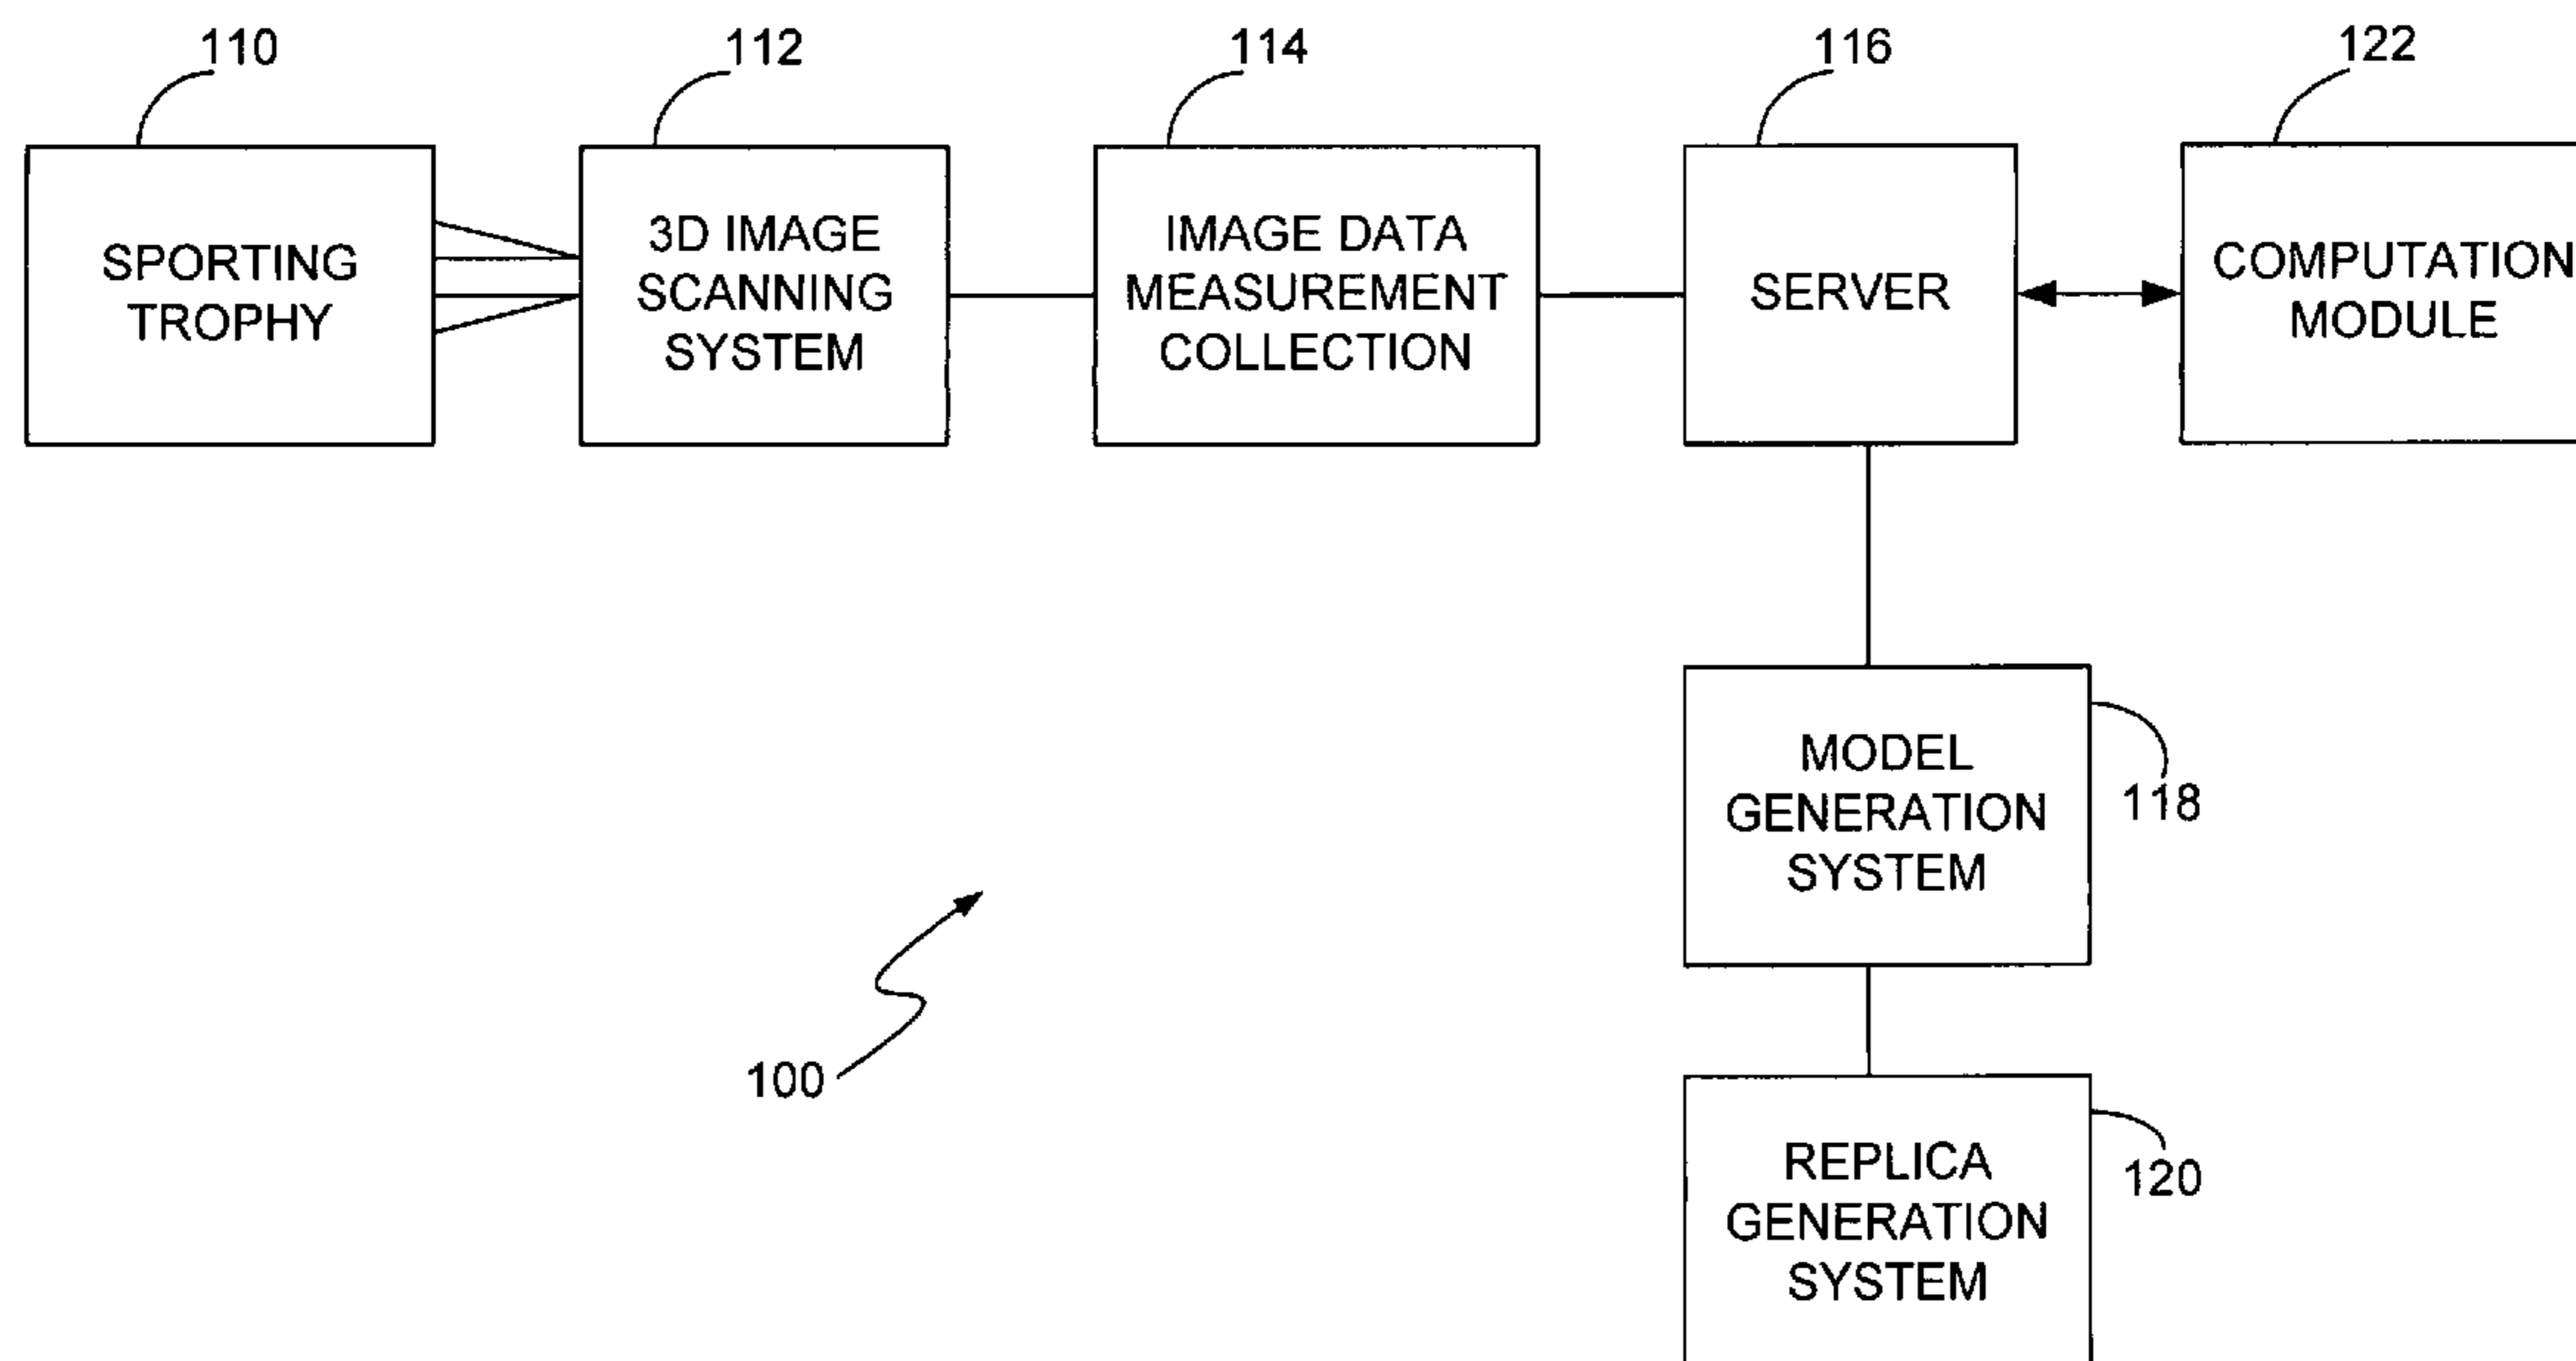 110
112
114
116
122
SPORTING
TROPHY
3D IMAGE
SCANNING
SYSTEM
IMAGE DATA
MEASUREMENT
COLLECTION
SERVER
COMPUTATION
MODULE
MODEL
GENERATION
SYSTEM
118
100
REPLICA
GENERATION
SYSTEM
120